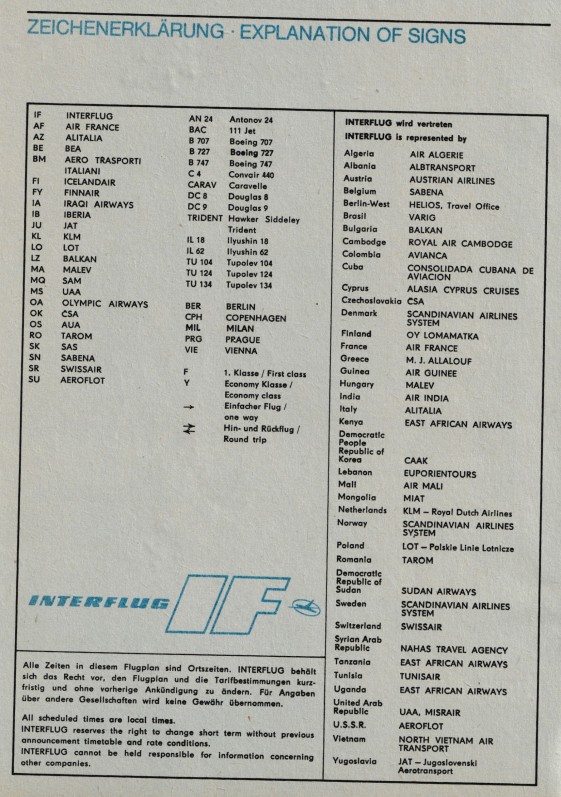 ZEICHENERKLÄRUNG · EXPLANATION OF SIGNS
IF INTERFLUG
AF AIR FRANCE
AZ ALITALIA
BE BEA
BM AERO TRASPORTI
ITALIANI
FI ICELANDAIR
FY FINNAIR
IA IRAQI AIRWAYS
IB IBERIA
JU JAT
KL KLM
LO LOT
LZ BALKAN
MA MALEV
MQ SAM
MS UAA
OA OLYMPIC AIRWAYS
OK ČSA
OS AUA
RO TAROM
SK SAS
SN SABENA
SR SWISSAIR
SU AEROFLOT
AN 24 Antonov 24
BAC 111 Jet
B 707 Boeing 707
B 727 Boeing 727
B 747 Boeing 747
C 4 Convair 440
CARAV Caravelle
DC 8 Douglas 8
DC 9 Douglas 9
TRIDENT Hawker Siddeley
Trident
IL 18 Ilyushin 18
IL 62 Ilyushin 62
TU 104 Tupolev 104
TU 124 Tupolev 124
TU 134 Tupolev 134
BER BERLIN
CPH COPENHAGEN
MIL MILAN
PRG PRAGUE
VIE VIENNA
F 1. Klasse / First class
Y Economy Klasse /
Economy class
→ Einfacher Flug /
one way
⇄ Hin- und Rückflug /
Round trip
INTERFLUG IF
Alle Zeiten in diesem Flugplan sind Ortszeiten. INTERFLUG behält
sich das Recht vor, den Flugplan und die Tarifbestimmungen kurz-
fristig und ohne vorherige Ankündigung zu ändern. Für Angaben
über andere Gesellschaften wird keine Gewähr übernommen.
All scheduled times are local times.
INTERFLUG reserves the right to change short term without previous
announcement timetable and rate conditions.
INTERFLUG cannot be held responsible for information concerning
other companies.
INTERFLUG wird vertreten
INTERFLUG is represented by
Algeria AIR ALGERIE
Albania ALBTRANSPORT
Austria AUSTRIAN AIRLINES
Belgium SABENA
Berlin-West HELIOS, Travel Office
Brasil VARIG
Bulgaria BALKAN
Cambodge ROYAL AIR CAMBODGE
Colombia AVIANCA
Cuba CONSOLIDADA CUBANA DE
AVIACION
Cyprus ALASIA CYPRUS CRUISES
Czechoslovakia ČSA
Denmark SCANDINAVIAN AIRLINES
SYSTEM
Finland OY LOMAMATKA
France AIR FRANCE
Greece M. J. ALLALOUF
Guinea AIR GUINEE
Hungary MALEV
India AIR INDIA
Italy ALITALIA
Kenya EAST AFRICAN AIRWAYS
Democratic
People
Republic of
Korea CAAK
Lebanon EUPORIENTOURS
Mali AIR MALI
Mongolia MIAT
Netherlands KLM – Royal Dutch Airlines
Norway SCANDINAVIAN AIRLINES
SYSTEM
Poland LOT – Polskie Linie Lotnicze
Romania TAROM
Democratic
Republic of
Sudan SUDAN AIRWAYS
Sweden SCANDINAVIAN AIRLINES
SYSTEM
Switzerland SWISSAIR
Syrian Arab
Republic NAHAS TRAVEL AGENCY
Tanzania EAST AFRICAN AIRWAYS
Tunisia TUNISAIR
Uganda EAST AFRICAN AIRWAYS
United Arab
Republic UAA, MISRAIR
U.S.S.R. AEROFLOT
Vietnam NORTH VIETNAM AIR
TRANSPORT
Yugoslavia JAT – Jugoslovenski
Aerotransport